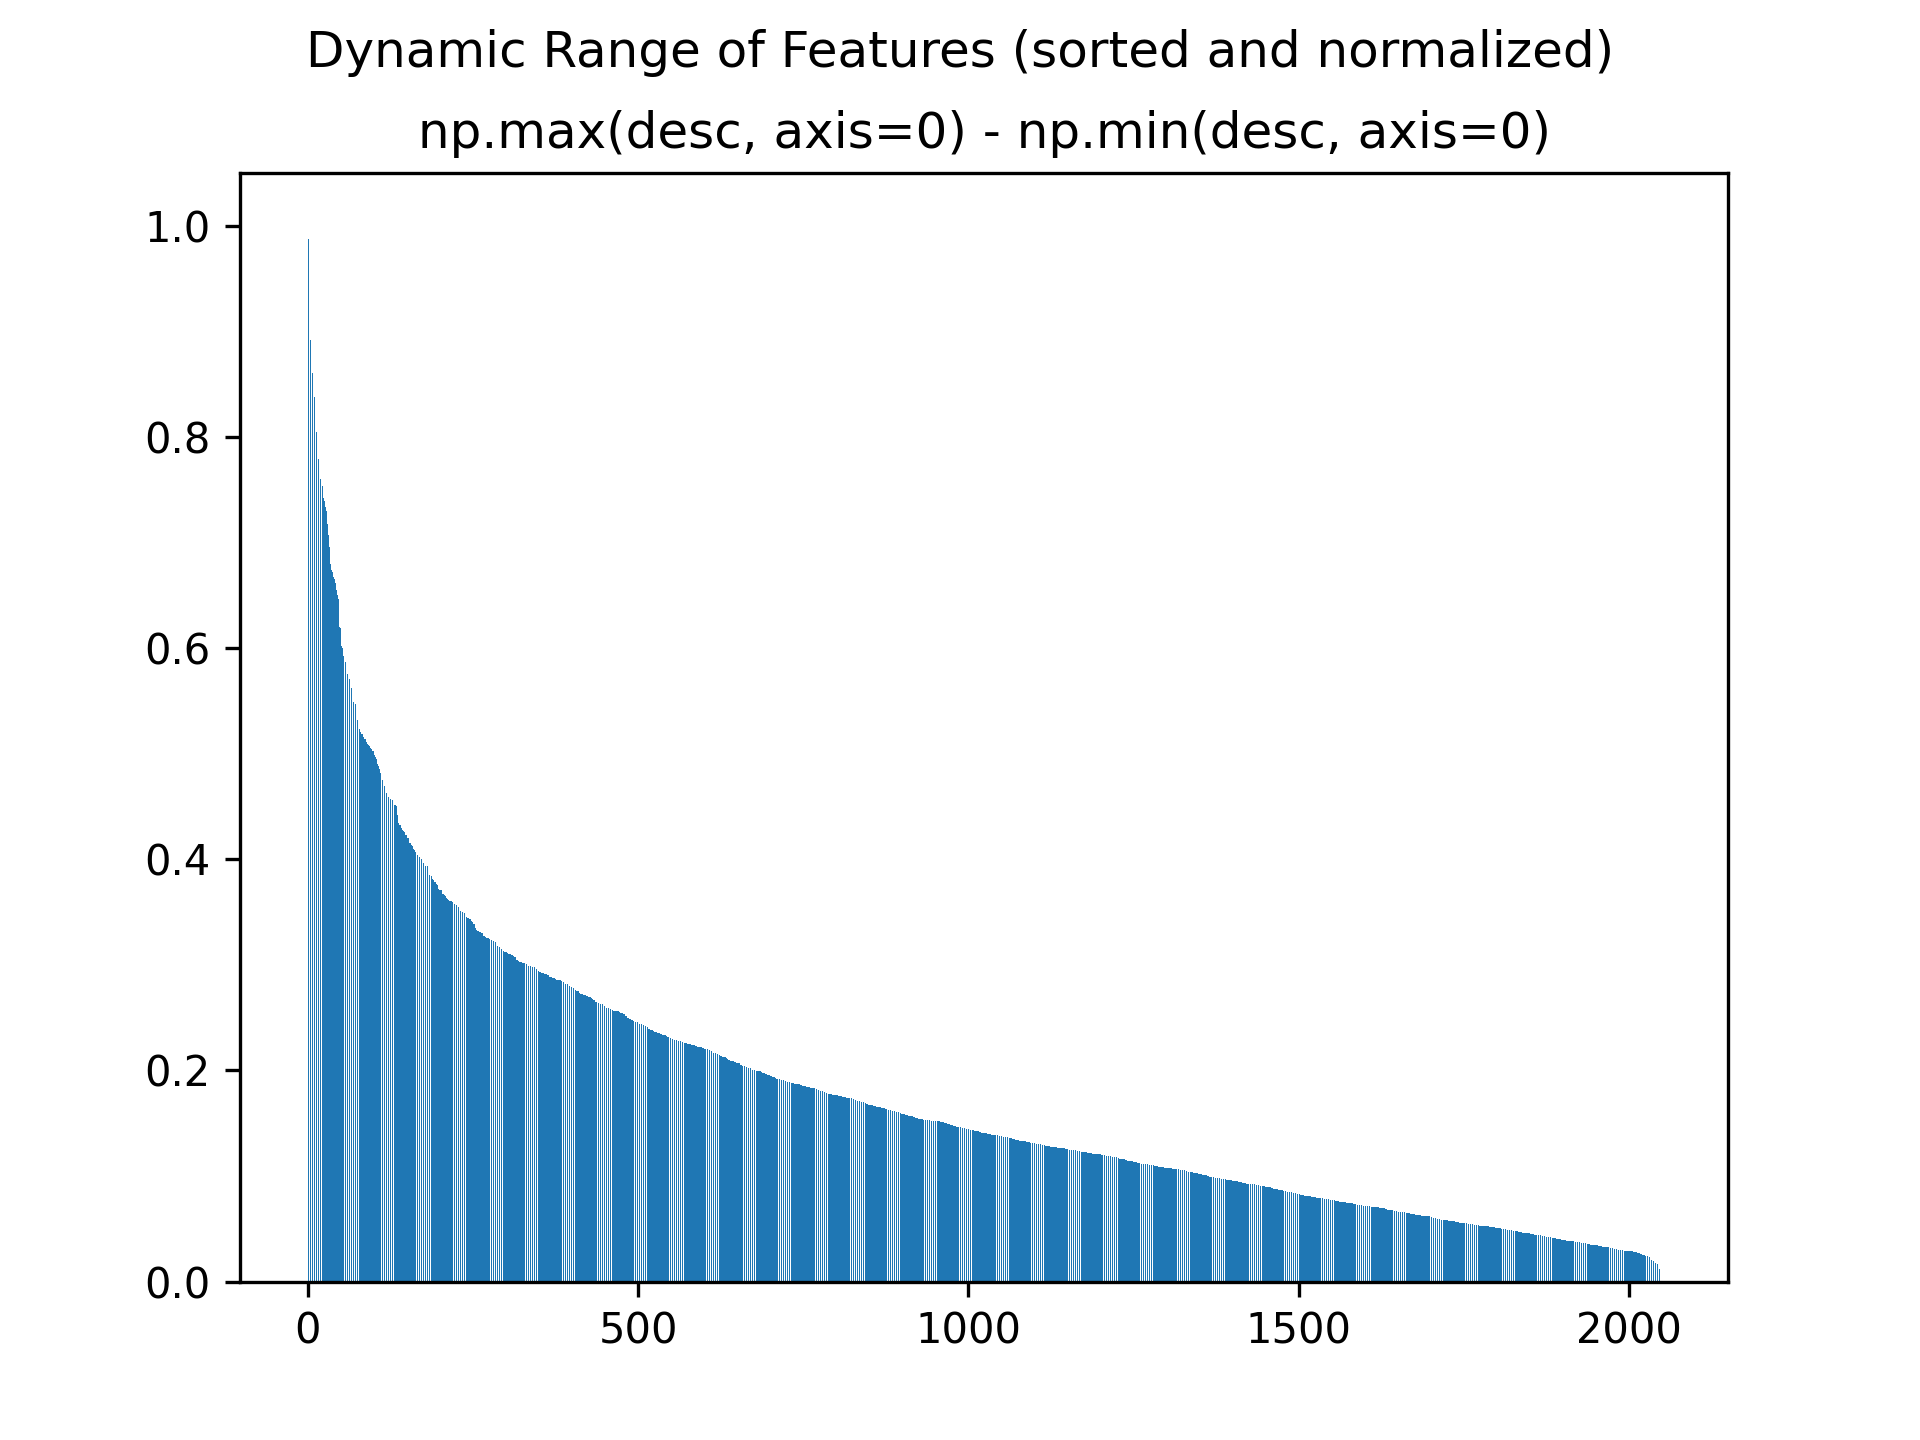 Dynamic Range of Features (sorted and normalized)
np.max(desc, axis=0) - np.min(desc, axis=0)
1.0
0.8
0.6
0.4
0.2
0.0
0 500 1000 1500 2000